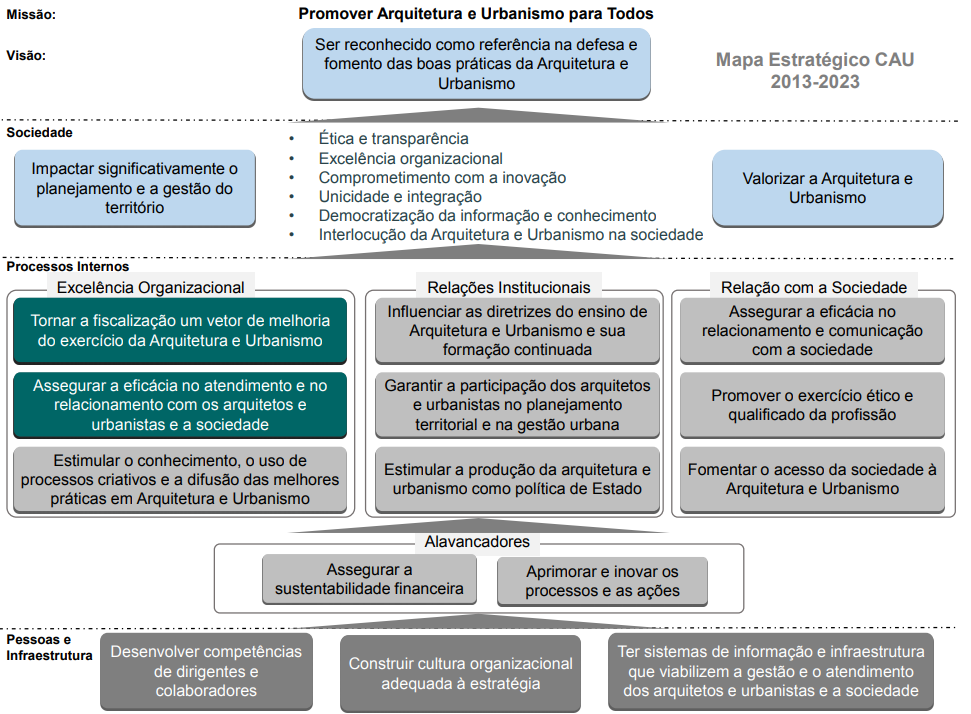 Missão:
Promover Arquitetura e Urbanismo para Todos
Visão:
Ser reconhecido como referência na defesa e
fomento das boas práticas da Arquitetura e
Urbanismo
Mapa Estratégico CAU
2013-2023
Sociedade
Impactar significativamente o
planejamento e a gestão do
território
• Ética e transparência
• Excelência organizacional
• Comprometimento com a inovação
• Unicidade e integração
• Democratização da informação e conhecimento
• Interlocução da Arquitetura e Urbanismo na sociedade
Valorizar a Arquitetura e
Urbanismo
Processos Internos
Excelência Organizacional
Tornar a fiscalização um vetor de melhoria
do exercício da Arquitetura e Urbanismo
Assegurar a eficácia no atendimento e no
relacionamento com os arquitetos e
urbanistas e a sociedade
Estimular o conhecimento, o uso de
processos criativos e a difusão das melhores
práticas em Arquitetura e Urbanismo
Relações Institucionais
Influenciar as diretrizes do ensino de
Arquitetura e Urbanismo e sua
formação continuada
Garantir a participação dos arquitetos
e urbanistas no planejamento
territorial e na gestão urbana
Estimular a produção da arquitetura e
urbanismo como política de Estado
Relação com a Sociedade
Assegurar a eficácia no
relacionamento e comunicação
com a sociedade
Promover o exercício ético e
qualificado da profissão
Fomentar o acesso da sociedade à
Arquitetura e Urbanismo
Alavancadores
Assegurar a
sustentabilidade financeira
Aprimorar e inovar os
processos e as ações
Pessoas e
Infraestrutura
Desenvolver competências
de dirigentes e
colaboradores
Construir cultura organizacional
adequada à estratégia
Ter sistemas de informação e infraestrutura
que viabilizem a gestão e o atendimento
dos arquitetos e urbanistas e a sociedade